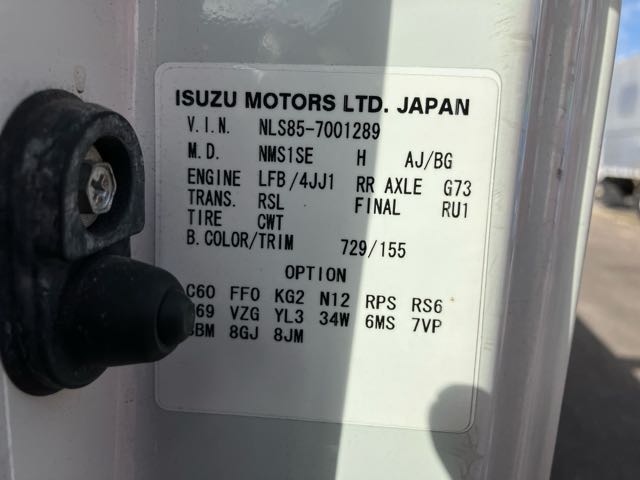 ISUZU MOTORS LTD. JAPAN
V.I.N. NLS85-7001289
M.D. NMS1SE H AJ/BG
ENGINE LFB/4JJ1 RR AXLE G73
TRANS. RSL FINAL RU1
TIRE CWT
B.COLOR/TRIM 729/155
OPTION
C60 FF0 KG2 N12 RPS RS6
69 VZG YL3 34W 6MS 7VP
BM 8GJ 8JM